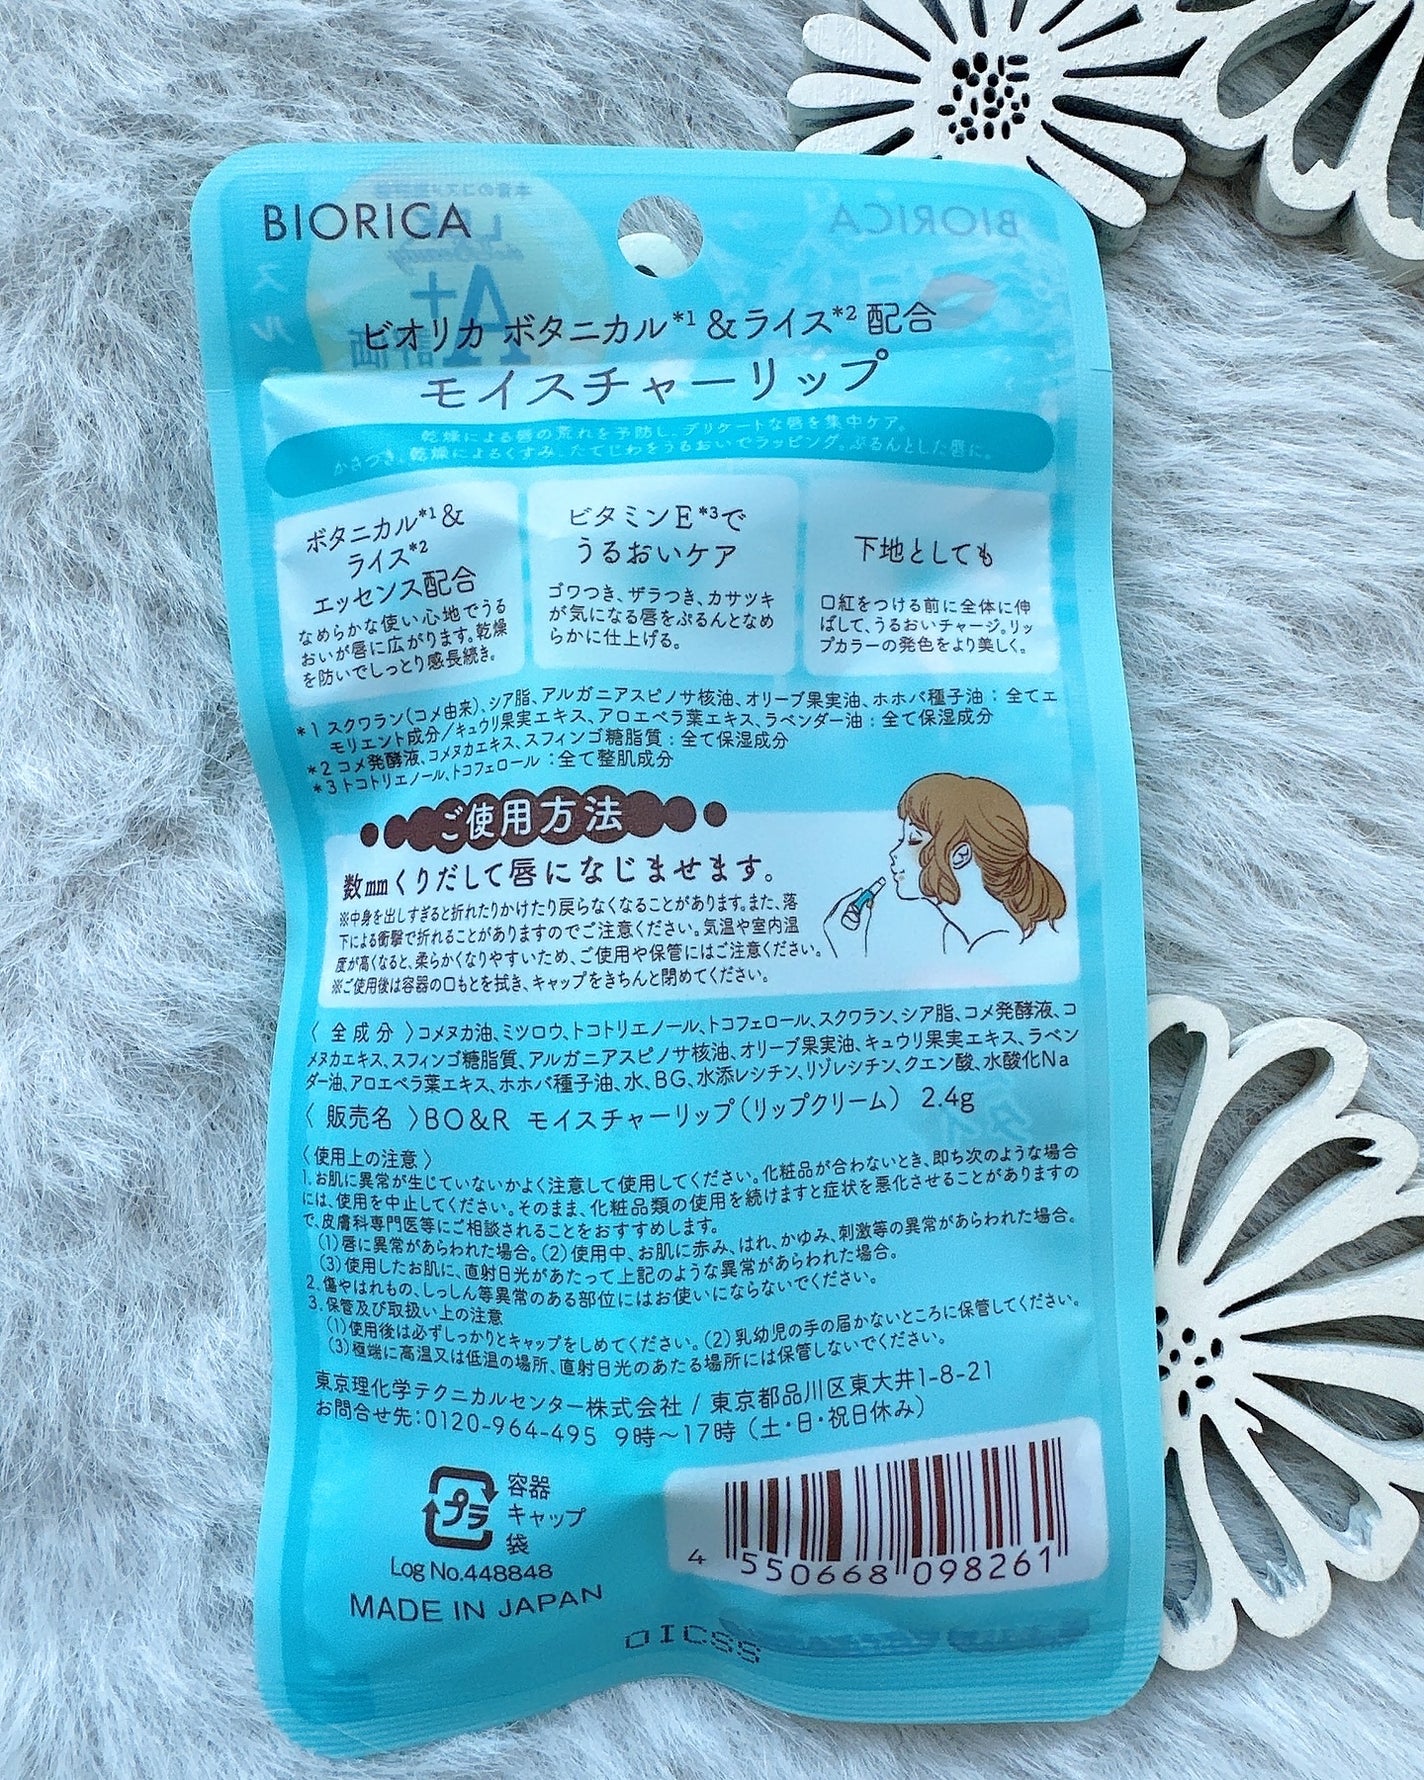 BIORICA
ビオリカ ボタニカル*1&ライス*2 配合
モイスチャーリップ
乾燥による唇の荒れを予防し、デリケートな唇を集中ケア。
かさつき、乾燥によるくすみ、たてじわをうるおいでラッピング。ぷるんとした唇に。
ボタニカル*1&
ライス*2
エッセンス配合
なめらかな使い心地でうる
おいが唇に広がります。乾燥
を防いでしっとり感長続き。
ビタミンE*3で
うるおいケア
ゴワつき、ザラつき、カサツキ
が気になる唇をぷるんとなめ
らかに仕上げる。
下地としても
口紅をつける前に全体に伸
ばして、うるおいチャージ。リッ
プカラーの発色をより美しく。
*1 スクワラン(コメ由来)、シア脂、アルガニアスピノサ核油、オリーブ果実油、ホホバ種子油:全てエ
モリエント成分/キュウリ果実エキス、アロエベラ葉エキス、ラベンダー油:全て保湿成分
*2 コメ発酵液、コメヌカエキス、スフィンゴ糖脂質:全て保湿成分
*3 トコトリエノール、トコフェロール:全て整肌成分
ご使用方法
数mmくりだして唇になじませます。
※中身を出しすぎると折れたりかけたり戻らなくなることがあります。また、落
下による衝撃で折れることがありますのでご注意ください。気温や室内温
度が高くなると、柔らかくなりやすいため、ご使用や保管にはご注意ください。
※ご使用後は容器の口もとを拭き、キャップをきちんと閉めてください。
〈 全成分 〉コメヌカ油、ミツロウ、トコトリエノール、トコフェロール、スクワラン、シア脂、コメ発酵液、コ
メヌカエキス、スフィンゴ糖脂質、アルガニアスピノサ核油、オリーブ果実油、キュウリ果実エキス、ラベン
ダー油、アロエベラ葉エキス、ホホバ種子油、水、BG、水添レシチン、リゾレシチン、クエン酸、水酸化Na
〈 販売名 〉BO&R モイスチャーリップ(リップクリーム) 2.4g
〈使用上の注意〉
1.お肌に異常が生じていないかよく注意して使用してください。化粧品が合わないとき、即ち次のような場合
には、使用を中止してください。そのまま、化粧品類の使用を続けますと症状を悪化させることがありますの
で、皮膚科専門医等にご相談されることをおすすめします。
(1)唇に異常があらわれた場合。(2)使用中、お肌に赤み、はれ、かゆみ、刺激等の異常があらわれた場合。
(3)使用したお肌に、直射日光があたって上記のような異常があらわれた場合。
2.傷やはれもの、しっしん等異常のある部位にはお使いにならないでください。
3.保管及び取扱い上の注意
(1)使用後は必ずしっかりとキャップをしめてください。(2)乳幼児の手の届かないところに保管してください。
(3)極端に高温又は低温の場所、直射日光のあたる場所には保管しないでください。
東京理化学テクニカルセンター株式会社 / 東京都品川区東大井1-8-21
お問合せ先:0120-964-495 9時~17時(土・日・祝日休み)
プラ
容器
キャップ
袋
Log No.448848
MADE IN JAPAN
4 550668 098261
01CSS